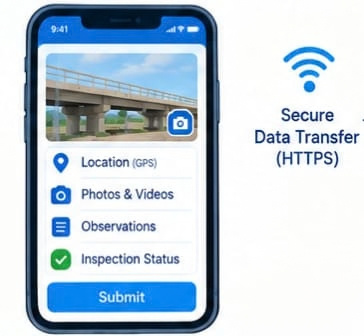 9:41
Location (GPS)
Photos & Videos
Observations
Inspection Status
Submit
Secure
Data Transfer
(HTTPS)